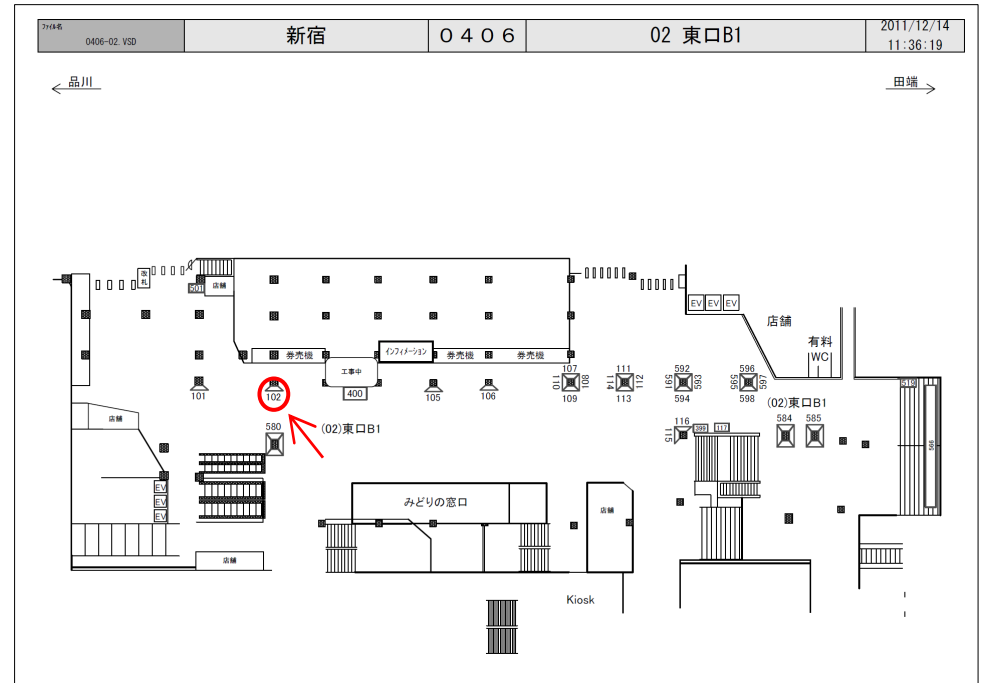 ファイル名
0406-02.VSD
新宿
0406
02 東口B1
2011/12/14
11:36:19
品川
田端
改札
501
店舗
EV EV EV
店舗
有料
WC
券売機
インフィメーション
券売機
券売機
工事中
400
101
102
105
106
107
110
108
109
111
114
112
113
592
591
593
594
596
595
597
598
519
(02)東口B1
584
585
店舗
580
(02)東口B1
116
115
399
117
566
EV
EV
EV
みどりの窓口
店舗
店舗
Kiosk